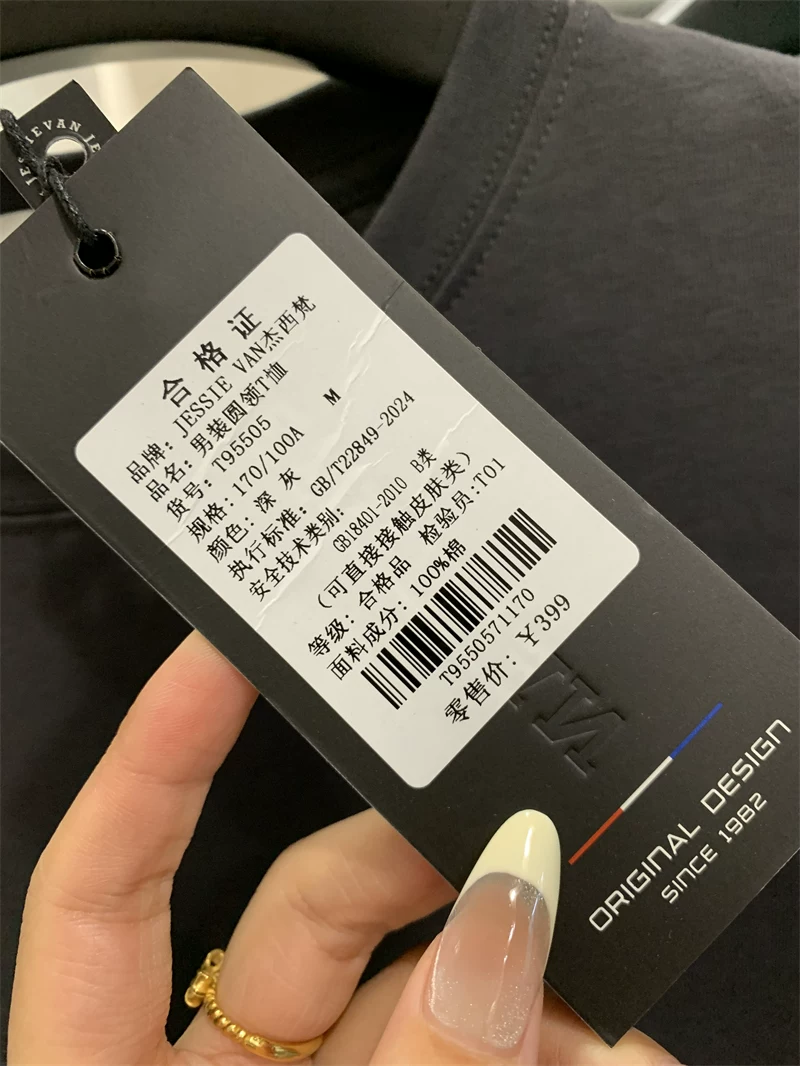 JESSIEVAN JE
合格证
品牌: JESSIE VAN杰西梵
品名: 男装圆领T恤
货号: T95505
规格: 170/100A M
颜色: 深灰
执行标准: GB/T22849-2024
安全技术类别: GB18401-2010 B类
(可直接接触皮肤类)
等级: 合格品 检验员:T01
面料成分: 100%棉
T9550571170
零售价: ¥399
ORIGINAL DESIGN
SINCE 1982